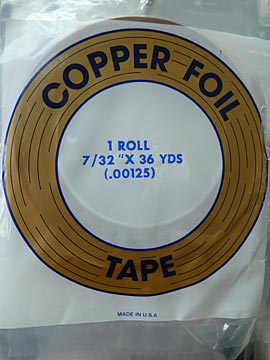 COPPER FOIL
1 ROLL
7/32 "X 36 YDS
(.00125)
TAPE
MADE IN U.S.A.